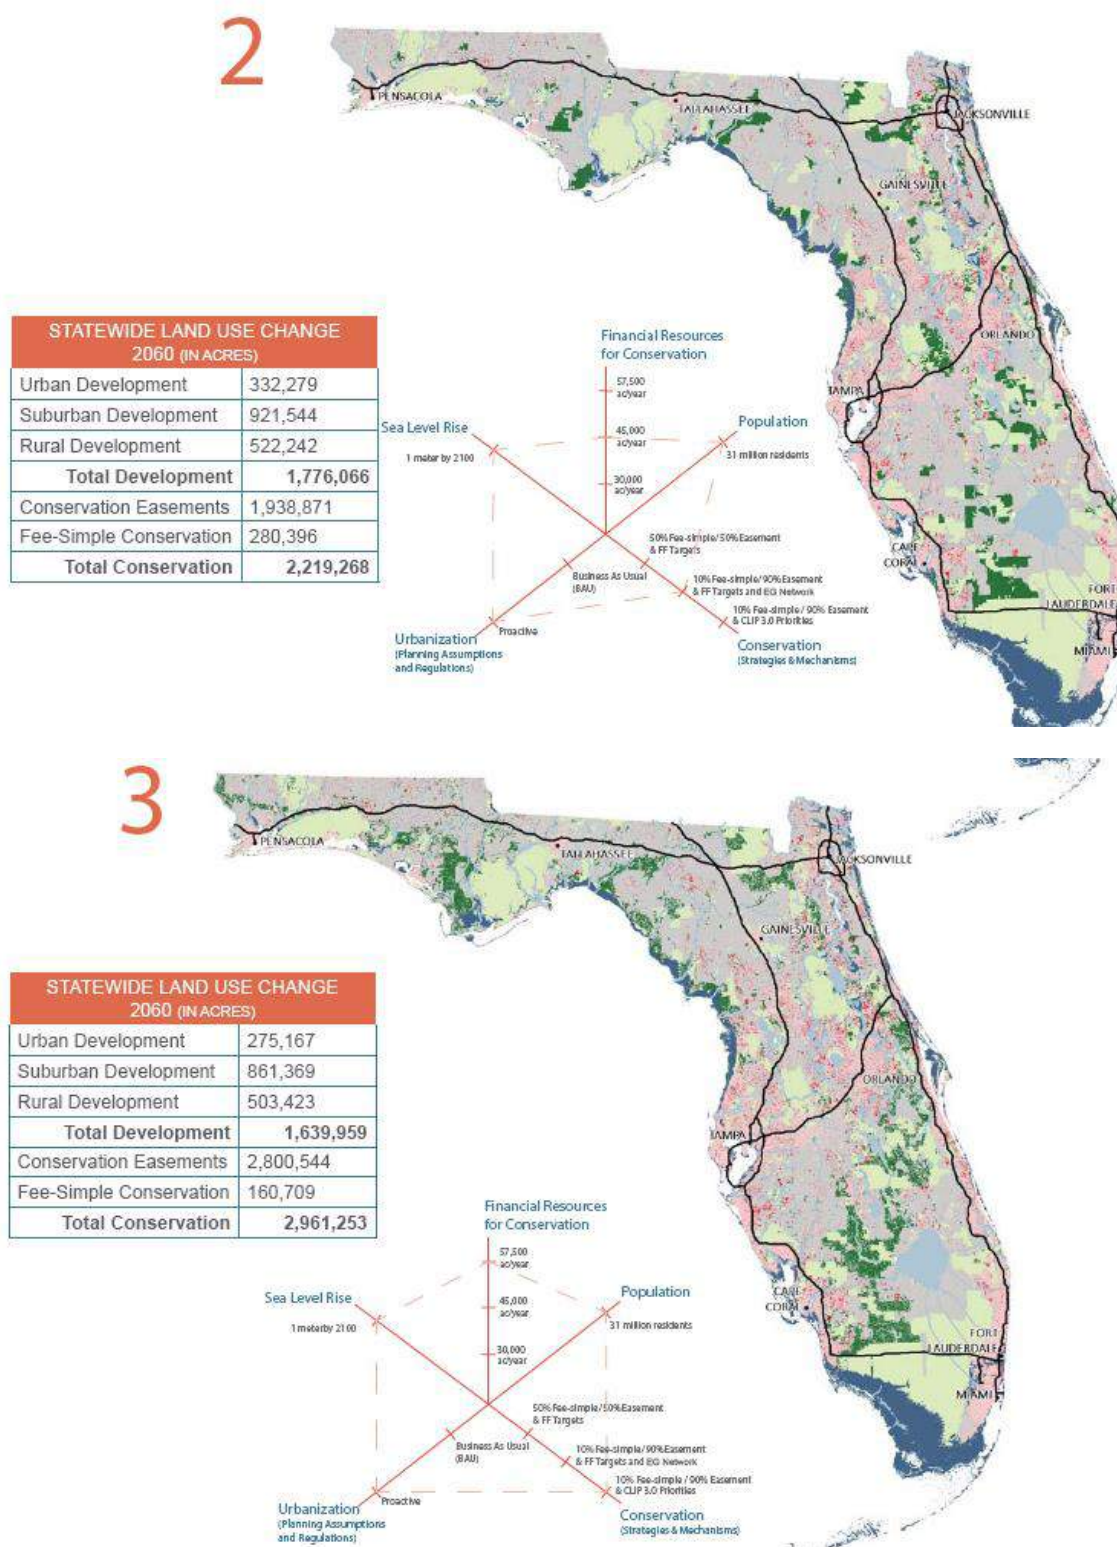 2
PENSACOLA
TALLAHASSEE
JACKSONVILLE
GAINESVILLE
ORLANDO
TAMPA
CAPE
CORAL
FORT
LAUDERDALE
MIAMI
STATEWIDE LAND USE CHANGE
2060 (IN ACRES)
Urban Development 332,279
Suburban Development 921,544
Rural Development 522,242
Total Development 1,776,066
Conservation Easements 1,938,871
Fee-Simple Conservation 280,396
Total Conservation 2,219,268
Financial Resources
for Conservation
57,500
ac/year
45,000
ac/year
30,000
ac/year
Sea Level Rise
1 meter by 2100
Population
31 million residents
50% Fee-simple/50% Easement
& FF Targets
Business As Usual
(BAU)
10% Fee-simple/90% Easement
& FF Targets and EG Network
10% Fee-simple / 90% Easement
& CLIP 3.0 Priorities
Proactive
Urbanization
(Planning Assumptions
and Regulations)
Conservation
(Strategies & Mechanisms)
3
PENSACOLA
TALLAHASSEE
JACKSONVILLE
GAINESVILLE
ORLANDO
TAMPA
CAPE
CORAL
FORT
LAUDERDALE
MIAMI
STATEWIDE LAND USE CHANGE
2060 (IN ACRES)
Urban Development 275,167
Suburban Development 861,369
Rural Development 503,423
Total Development 1,639,959
Conservation Easements 2,800,544
Fee-Simple Conservation 160,709
Total Conservation 2,961,253
Financial Resources
for Conservation
57,500
ac/year
45,000
ac/year
30,000
ac/year
Sea Level Rise
1 meter by 2100
Population
31 million residents
50% Fee-simple/50% Easement
& FF Targets
Business As Usual
(BAU)
10% Fee-simple/90% Easement
& FF Targets and EG Network
10% Fee-simple / 90% Easement
& CLIP 3.0 Priorities
Proactive
Urbanization
(Planning Assumptions
and Regulations)
Conservation
(Strategies & Mechanisms)